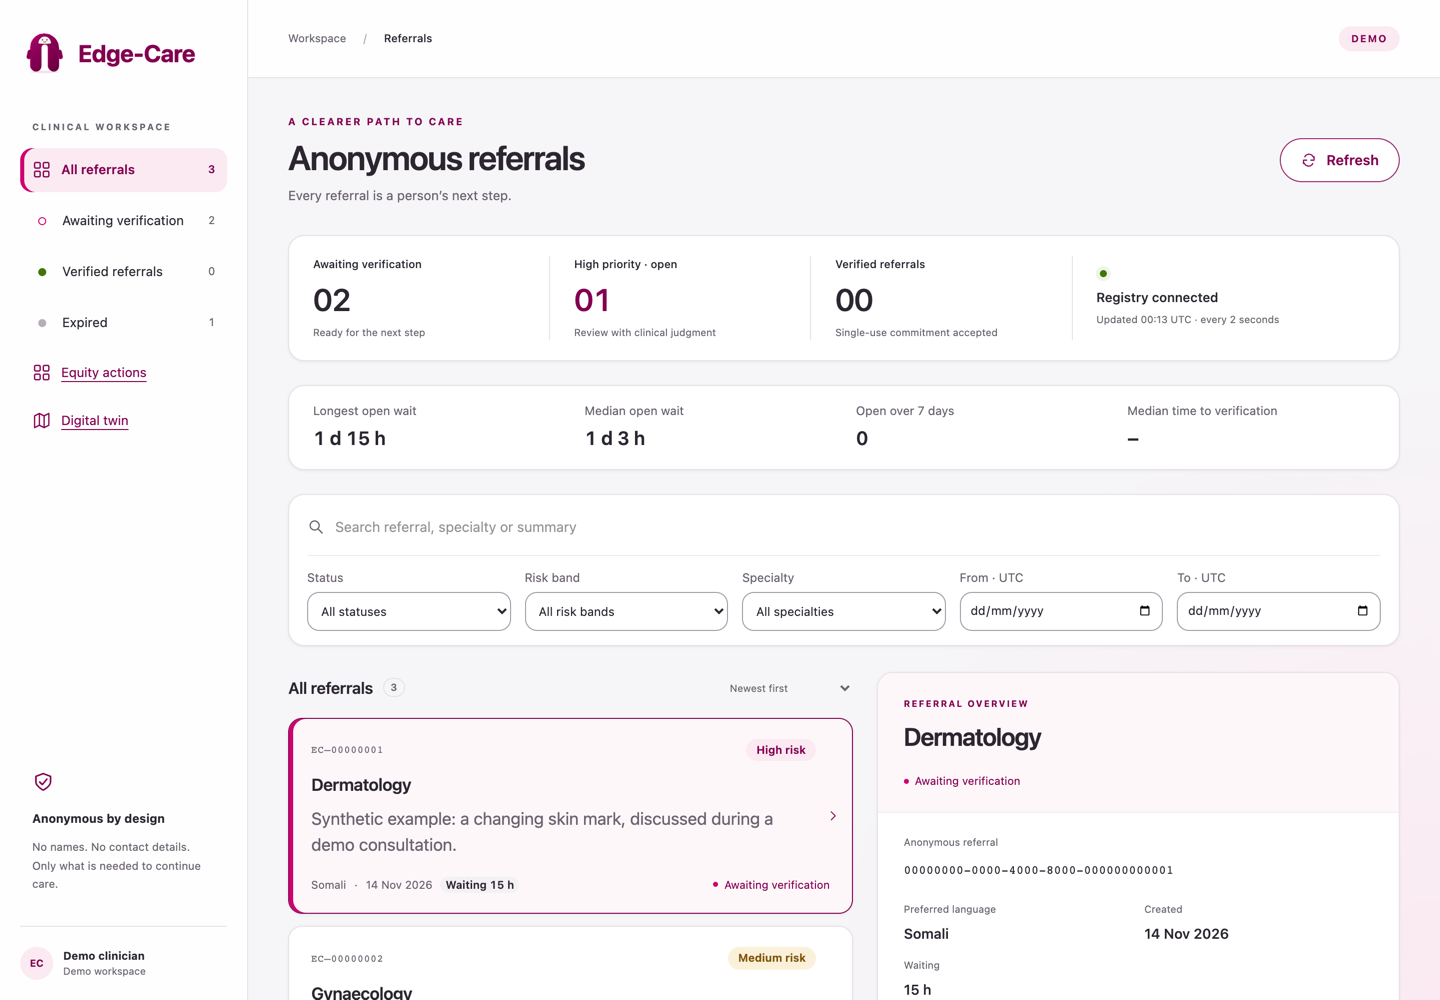 Edge-Care
CLINICAL WORKSPACE
All referrals 3
Awaiting verification 2
Verified referrals 0
Expired 1
Equity actions
Digital twin
Anonymous by design
No names. No contact details.
Only what is needed to continue
care.
EC
Demo clinician
Demo workspace
Workspace / Referrals
DEMO
A CLEARER PATH TO CARE
Anonymous referrals
Every referral is a person’s next step.
Refresh
Awaiting verification
02
Ready for the next step
High priority · open
01
Review with clinical judgment
Verified referrals
00
Single-use commitment accepted
Registry connected
Updated 00:13 UTC · every 2 seconds
Longest open wait
1 d 15 h
Median open wait
1 d 3 h
Open over 7 days
0
Median time to verification
–
Search referral, specialty or summary
Status
All statuses
Risk band
All risk bands
Specialty
All specialties
From · UTC
dd/mm/yyyy
To · UTC
dd/mm/yyyy
All referrals 3
Newest first
EC–00000001
High risk
Dermatology
Synthetic example: a changing skin mark, discussed during a
demo consultation.
Somali · 14 Nov 2026 Waiting 15 h
Awaiting verification
EC–00000002
Medium risk
Gynaecology
REFERRAL OVERVIEW
Dermatology
Awaiting verification
Anonymous referral
00000000-0000-4000-8000-000000000001
Preferred language
Somali
Created
14 Nov 2026
Waiting
15 h